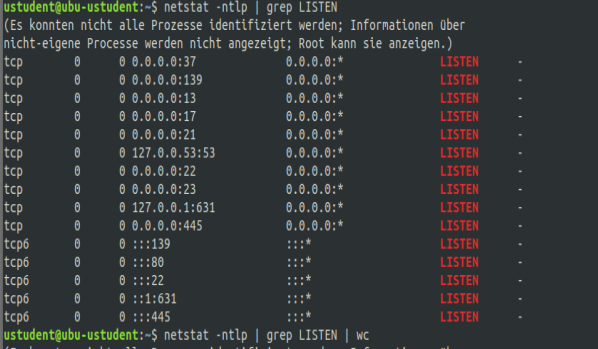 ustudent@ubu-ustudent:~$ netstat -ntlp | grep LISTEN
(Es konnten nicht alle Prozesse identifiziert werden; Informationen über
nicht-eigene Processe werden nicht angezeigt; Root kann sie anzeigen.)
tcp 0 0 0.0.0.0:37 0.0.0.0:* LISTEN -
tcp 0 0 0.0.0.0:139 0.0.0.0:* LISTEN -
tcp 0 0 0.0.0.0:13 0.0.0.0:* LISTEN -
tcp 0 0 0.0.0.0:17 0.0.0.0:* LISTEN -
tcp 0 0 0.0.0.0:21 0.0.0.0:* LISTEN -
tcp 0 0 127.0.0.53:53 0.0.0.0:* LISTEN -
tcp 0 0 0.0.0.0:22 0.0.0.0:* LISTEN -
tcp 0 0 0.0.0.0:23 0.0.0.0:* LISTEN -
tcp 0 0 127.0.0.1:631 0.0.0.0:* LISTEN -
tcp 0 0 0.0.0.0:445 0.0.0.0:* LISTEN -
tcp6 0 0 :::139 :::* LISTEN -
tcp6 0 0 :::80 :::* LISTEN -
tcp6 0 0 :::22 :::* LISTEN -
tcp6 0 0 ::1:631 :::* LISTEN -
tcp6 0 0 :::445 :::* LISTEN -
ustudent@ubu-ustudent:~$ netstat -ntlp | grep LISTEN | wc